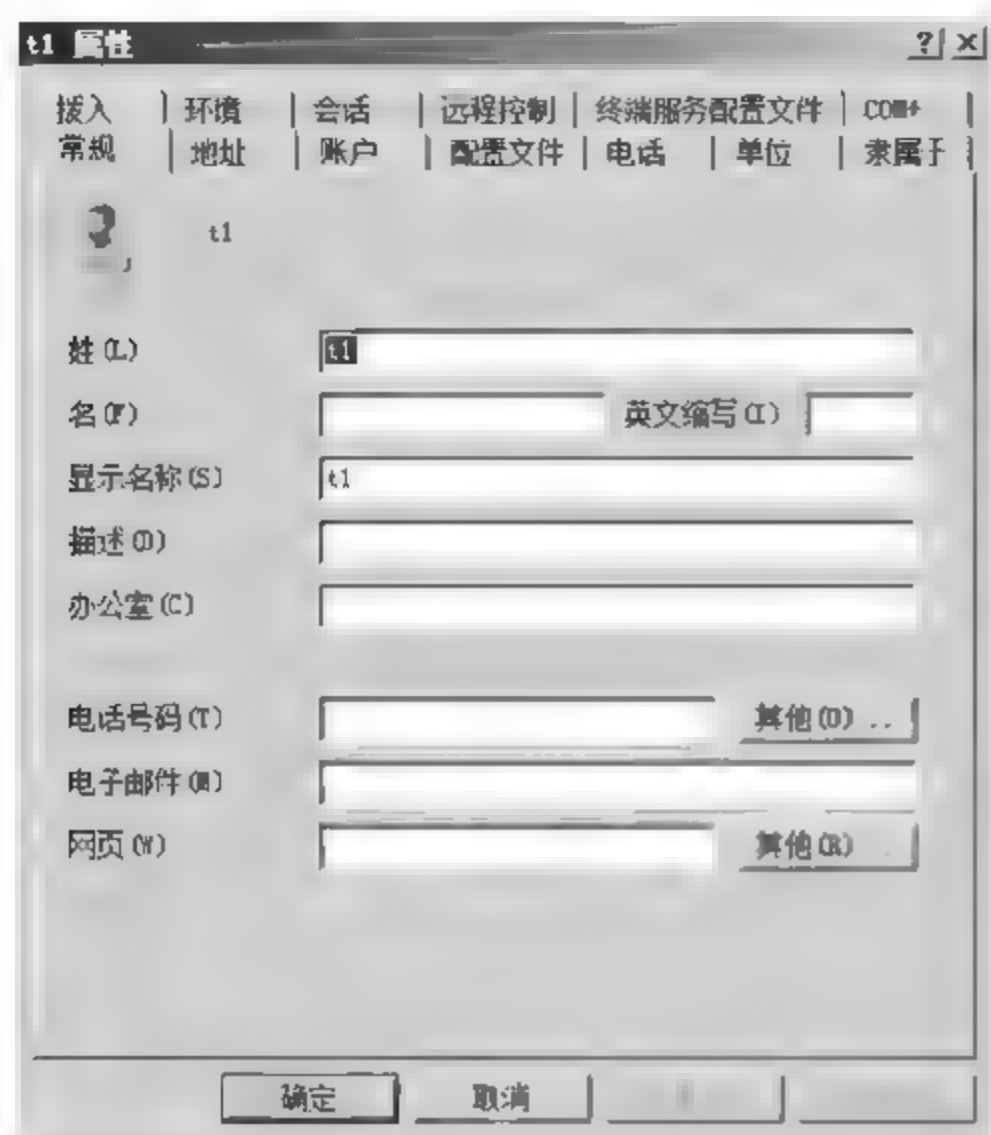 t1 属性
拨入 环境 会话 远程控制 终端服务配置文件 COM+
常规 地址 账户 配置文件 电话 单位 隶属于
t1
姓(L) t1
名(F) 英文缩写(I)
显示名称(S) t1
描述(D)
办公室(C)
电话号码(T) 其他(O)...
电子邮件(M)
网页(W) 其他(R)
确定 取消